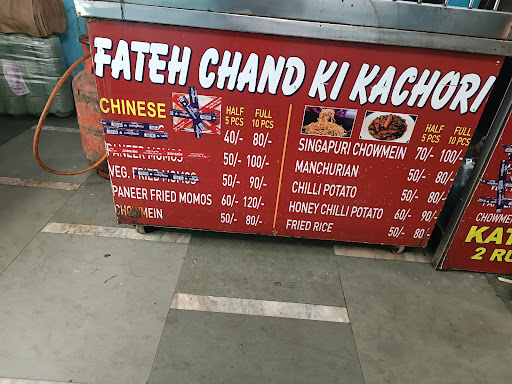 FATEH CHAND KI KACHORI
CHINESE
HALF FULL
5 PCS 10 PCS
40/- 80/-
PANEER MOMOS 50/- 100/-
VEG. FRIED MOMOS 50/- 90/-
PANEER FRIED MOMOS 60/- 120/-
CHOWMEIN 50/- 80/
HALF FULL
5 PCS 10 PCS
SINGAPURI CHOWMEIN 70/- 100/-
MANCHURIAN 50/- 80/-
CHILLI POTATO 50/- 80/-
HONEY CHILLI POTATO 60/- 90/-
FRIED RICE 50/- 80/-
CHOWMEIN
KAT
2 RO